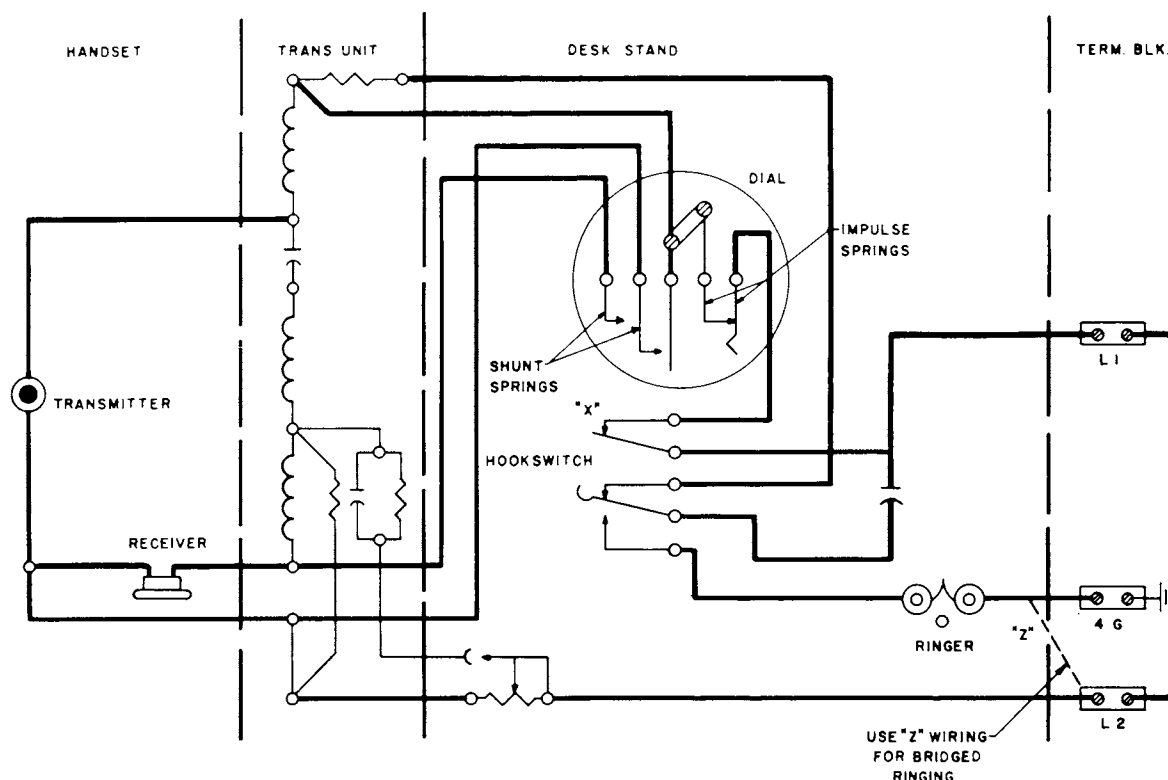 HANDSET
TRANS UNIT
DESK STAND
TERM. BLK.
DIAL
IMPULSE
SPRINGS
SHUNT
SPRINGS
L 1
TRANSMITTER
"X"
HOOKSWITCH
RECEIVER
4 G
"Z"
RINGER
L 2
USE "Z" WIRING
FOR BRIDGED
RINGING